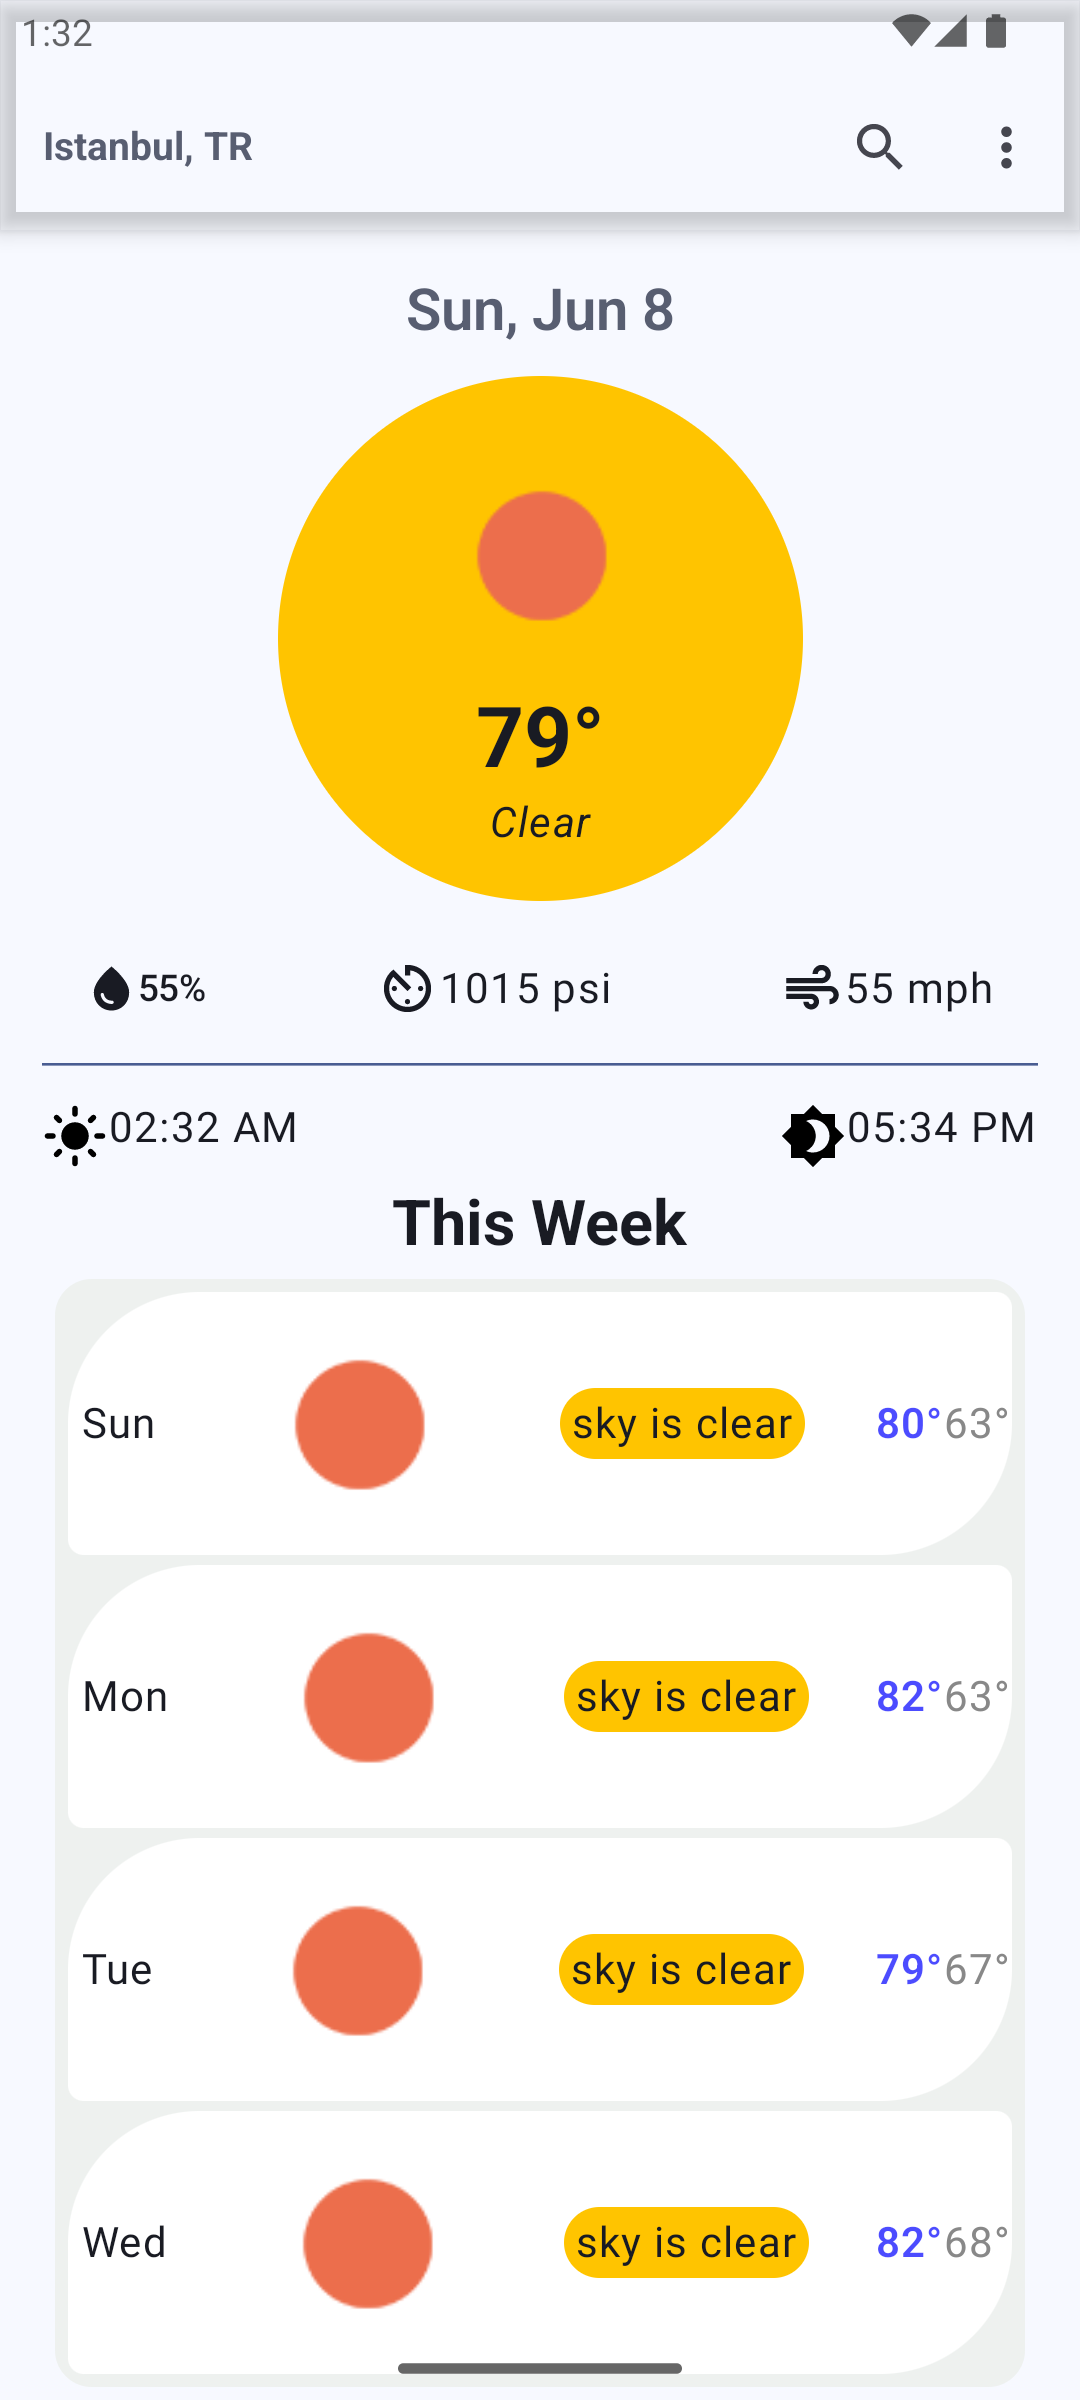 1:32
Istanbul, TR
Sun, Jun 8
79°
Clear
55% 1015 psi 55 mph
02:32 AM 05:34 PM
This Week
Sun sky is clear 80°63°
Mon sky is clear 82°63°
Tue sky is clear 79°67°
Wed sky is clear 82°68°